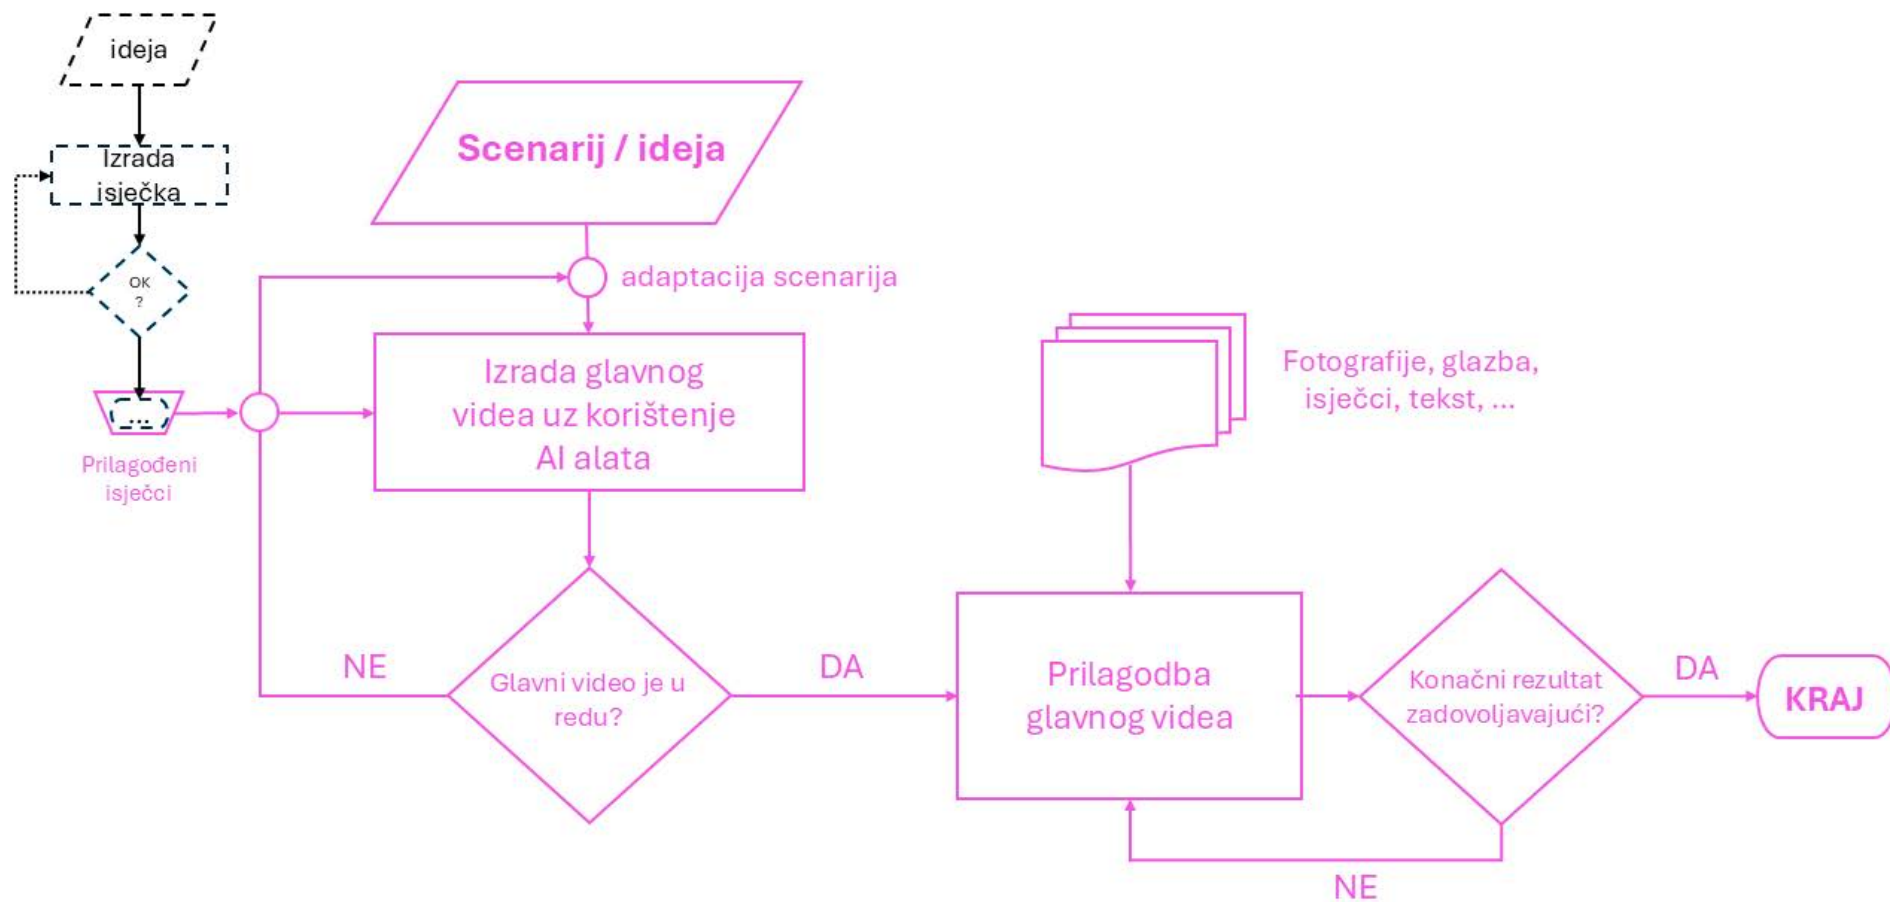 ideja
Izrada
isječka
OK
?
...
Prilagođeni
isječci
Scenarij / ideja
adaptacija scenarija
Izrada glavnog
videa uz korištenje
AI alata
Glavni video je u
redu?
NE
DA
Fotografije, glazba,
isječci, tekst, ...
Prilagodba
glavnog videa
Konačni rezultat
zadovoljavajući?
NE
DA
KRAJ